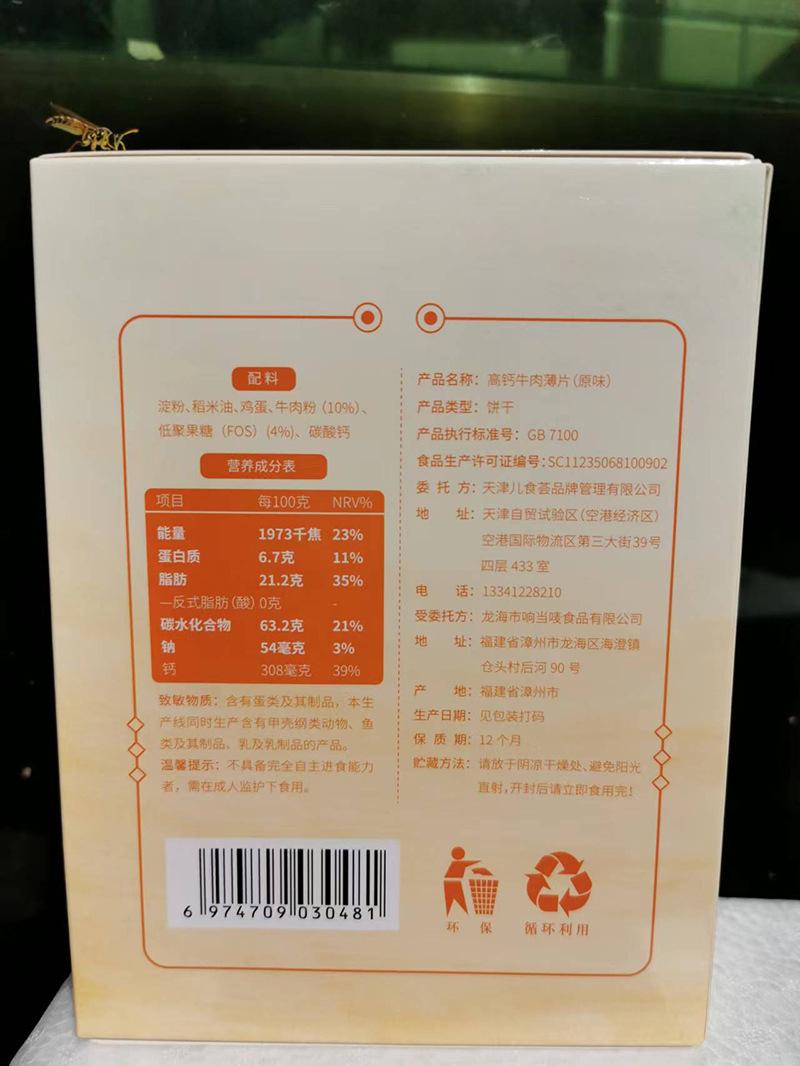 配料
淀粉、稻米油、鸡蛋、牛肉粉（10%）、
低聚果糖（FOS）(4%)、碳酸钙
营养成分表
项目 每100克 NRV%
能量 1973千焦 23%
蛋白质 6.7克 11%
脂肪 21.2克 35%
—反式脂肪（酸）0克 -
碳水化合物 63.2克 21%
钠 54毫克 3%
钙 308毫克 39%
致敏物质：含有蛋类及其制品，本生
产线同时生产含有甲壳纲类动物、鱼
类及其制品、乳及乳制品的产品。
温馨提示：不具备完全自主进食能力
者，需在成人监护下食用。
6 974709 030481
产品名称：高钙牛肉薄片（原味）
产品类型：饼干
产品执行标准号：GB 7100
食品生产许可证编号：SC11235068100902
委托方：天津儿食荟品牌管理有限公司
地址：天津自贸试验区（空港经济区）
空港国际物流区第三大街39号
四层 433 室
电话：13341228210
受委托方：龙海市响当唛食品有限公司
地址：福建省漳州市龙海区海澄镇
仓头村后河 90 号
产地：福建省漳州市
生产日期：见包装打码
保质期：12 个月
贮藏方法：请放于阴凉干燥处、避免阳光
直射，开封后请立即食用完！
环保
循环利用